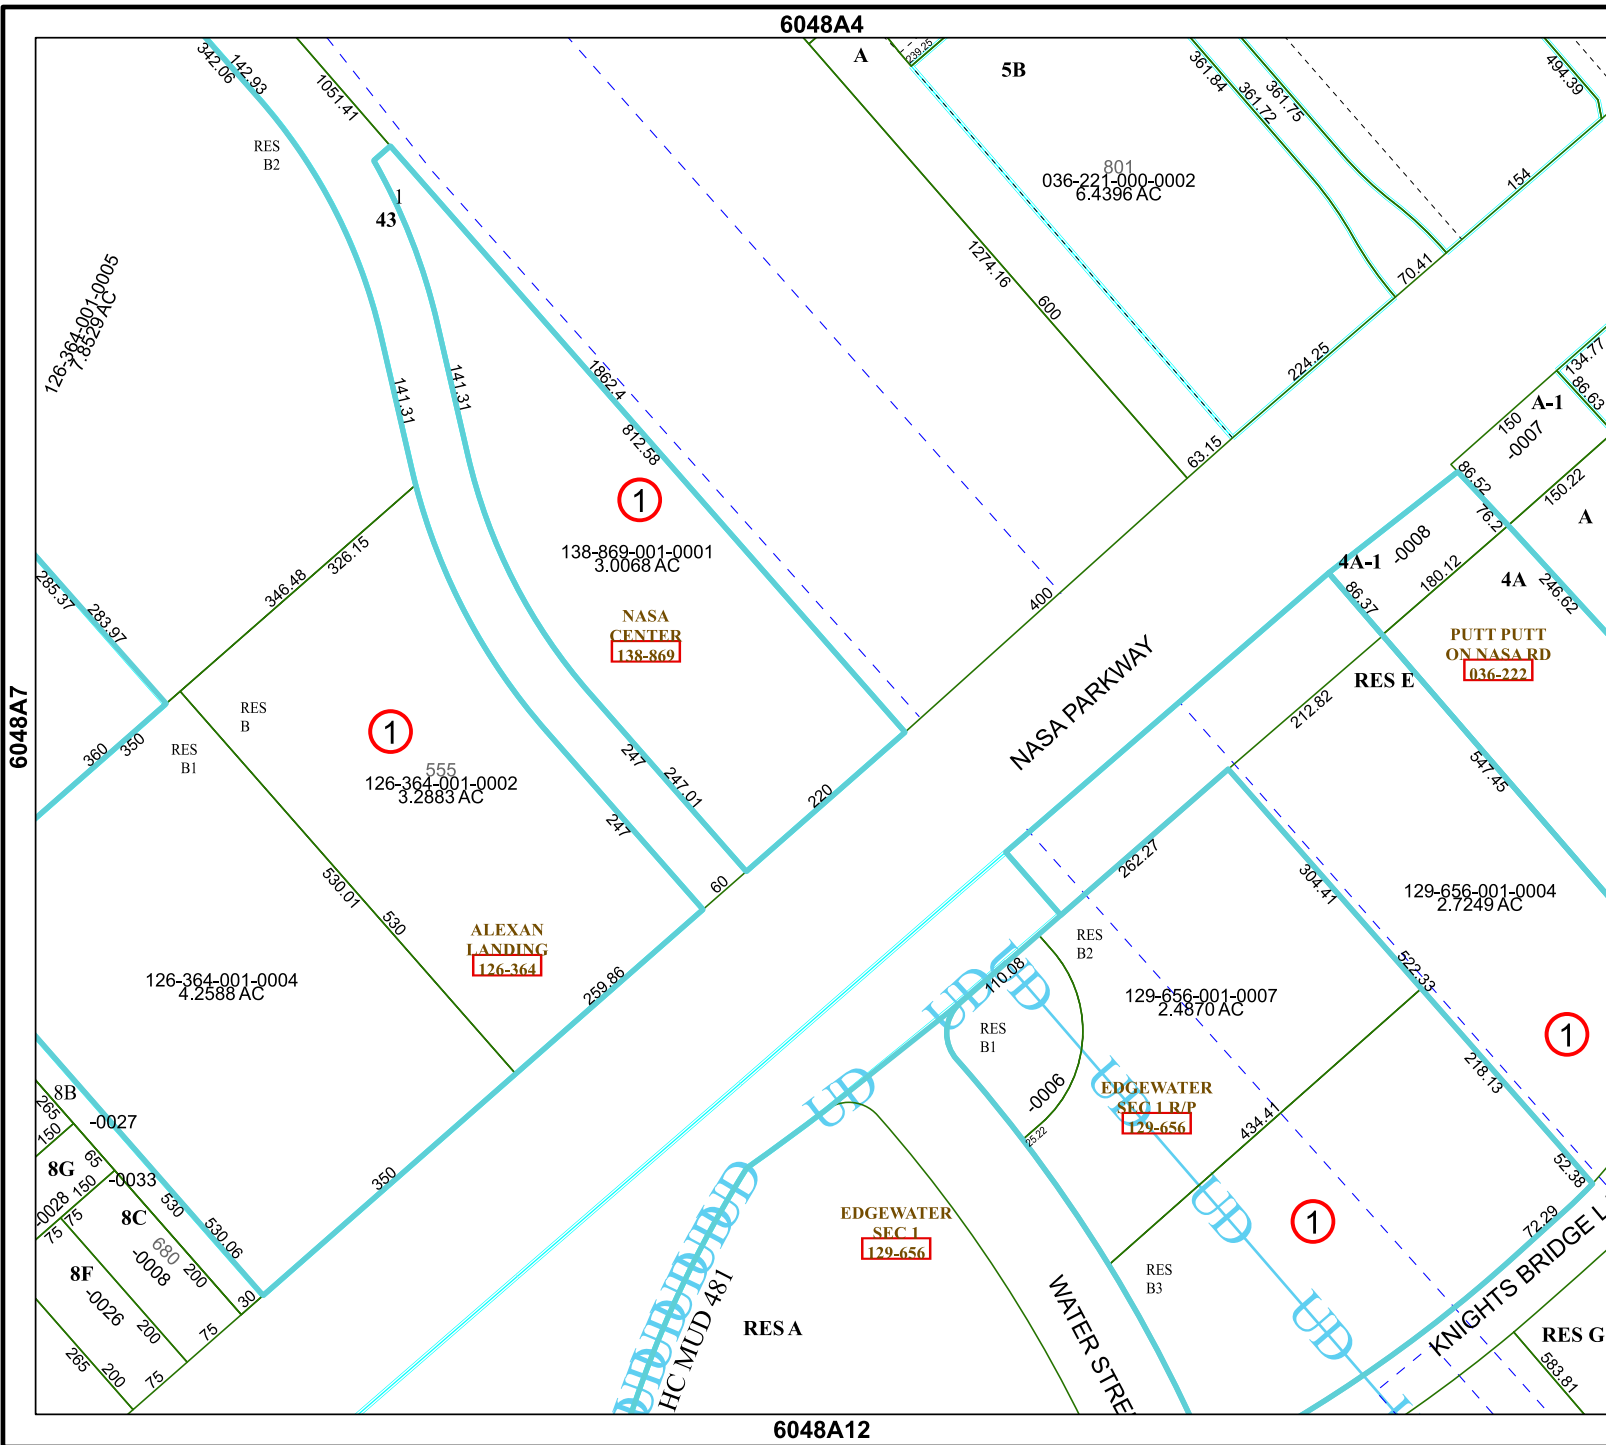 6048A4
342.06
142.93
1051.41
A
239.25
5B
361.84
361.72
361.75
494.39
RES
B2
1
43
801
036-221-000-0002
6.4396 AC
154
126-364-001-0005
7.8529 AC
1274.16
600
70.41
224.25
134.77
86.63
141.31
141.31
1862.4
812.58
A-1
150
-0007
63.15
86.52
76.2
150.22
A
1
138-869-001-0001
3.0068 AC
285.37
283.97
346.48
326.15
400
4A-1
-0008
180.12
86.37
4A
246.62
NASA
CENTER
138-869
PUTT PUTT
ON NASA RD
036-222
6048A7
RES
B
RES
B1
360
350
1
555
126-364-001-0002
3.2883 AC
247
247.01
247
220
NASA PARKWAY
RES E
212.82
547.45
530.01
530
60
262.27
304.41
129-656-001-0004
2.7249 AC
ALEXAN
LANDING
126-364
259.86
126-364-001-0004
4.2588 AC
RES
B2
110.08
UD
UD
522.33
129-656-001-0007
2.4870 AC
RES
B1
1
218.13
8B
265
-0027
150
65
8G
-0033
150
-0028
75
75
8C
530
530.06
680
-0008
200
30
8F
-0026
200
75
265
200
75
350
UD
-0006
25.22
UD
EDGEWATER
SEC 1 R/P
129-656
434.41
52.38
72.29
1
UD
UD
EDGEWATER
SEC 1
129-656
RES
B3
UD
UD
UD
UD
UD
HC MUD 481
RES A
WATER STRE
KNIGHTS BRIDGE L
RES G
583.81
6048A12